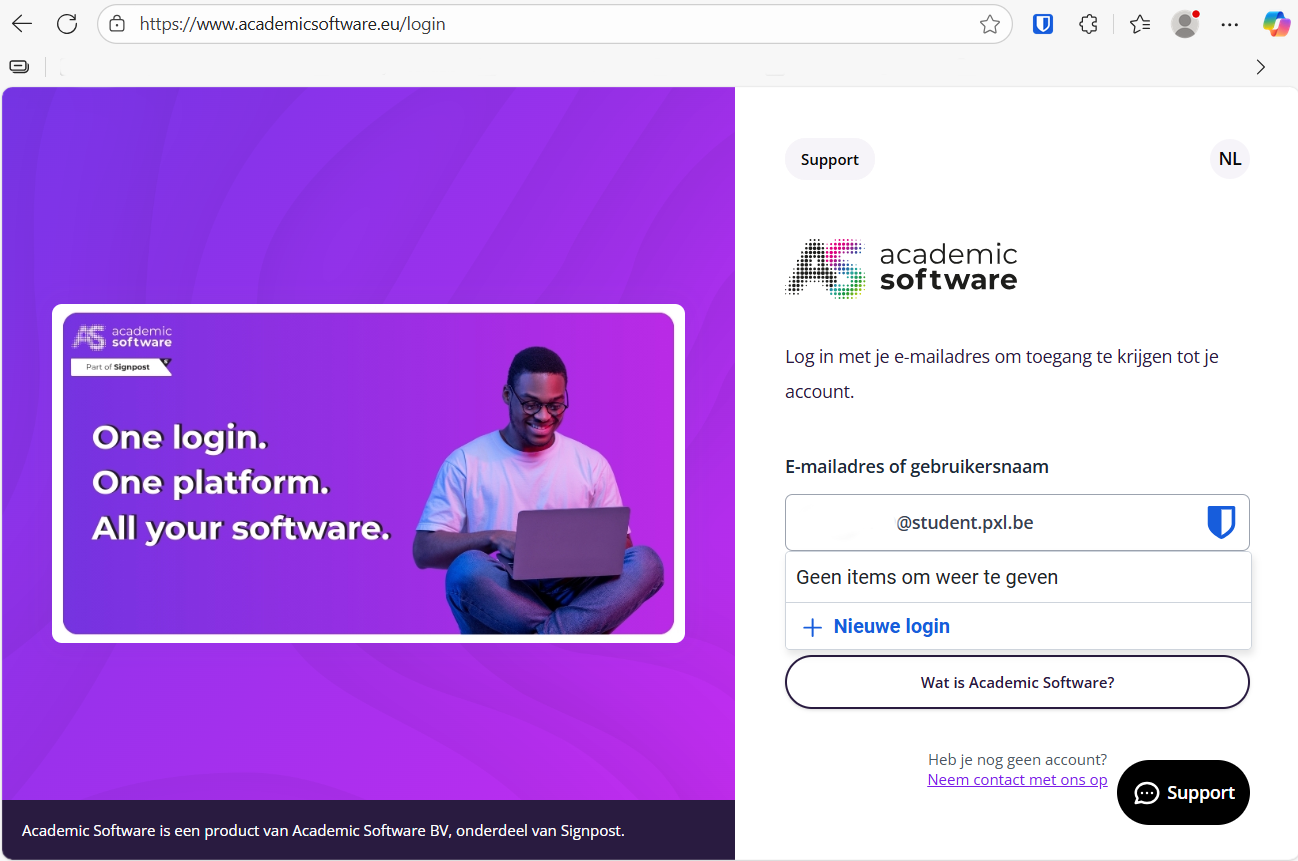 https://www.academicsoftware.eu/login
Support
NL
academic
software
Log in met je e-mailadres om toegang te krijgen tot je
account.
E-mailadres of gebruikersnaam
@student.pxl.be
Geen items om weer te geven
Nieuwe login
Wat is Academic Software?
Heb je nog geen account?
Neem contact met ons op
Support
academic
software
Part of Signpost
One login.
One platform.
All your software.
Academic Software is een product van Academic Software BV, onderdeel van Signpost.